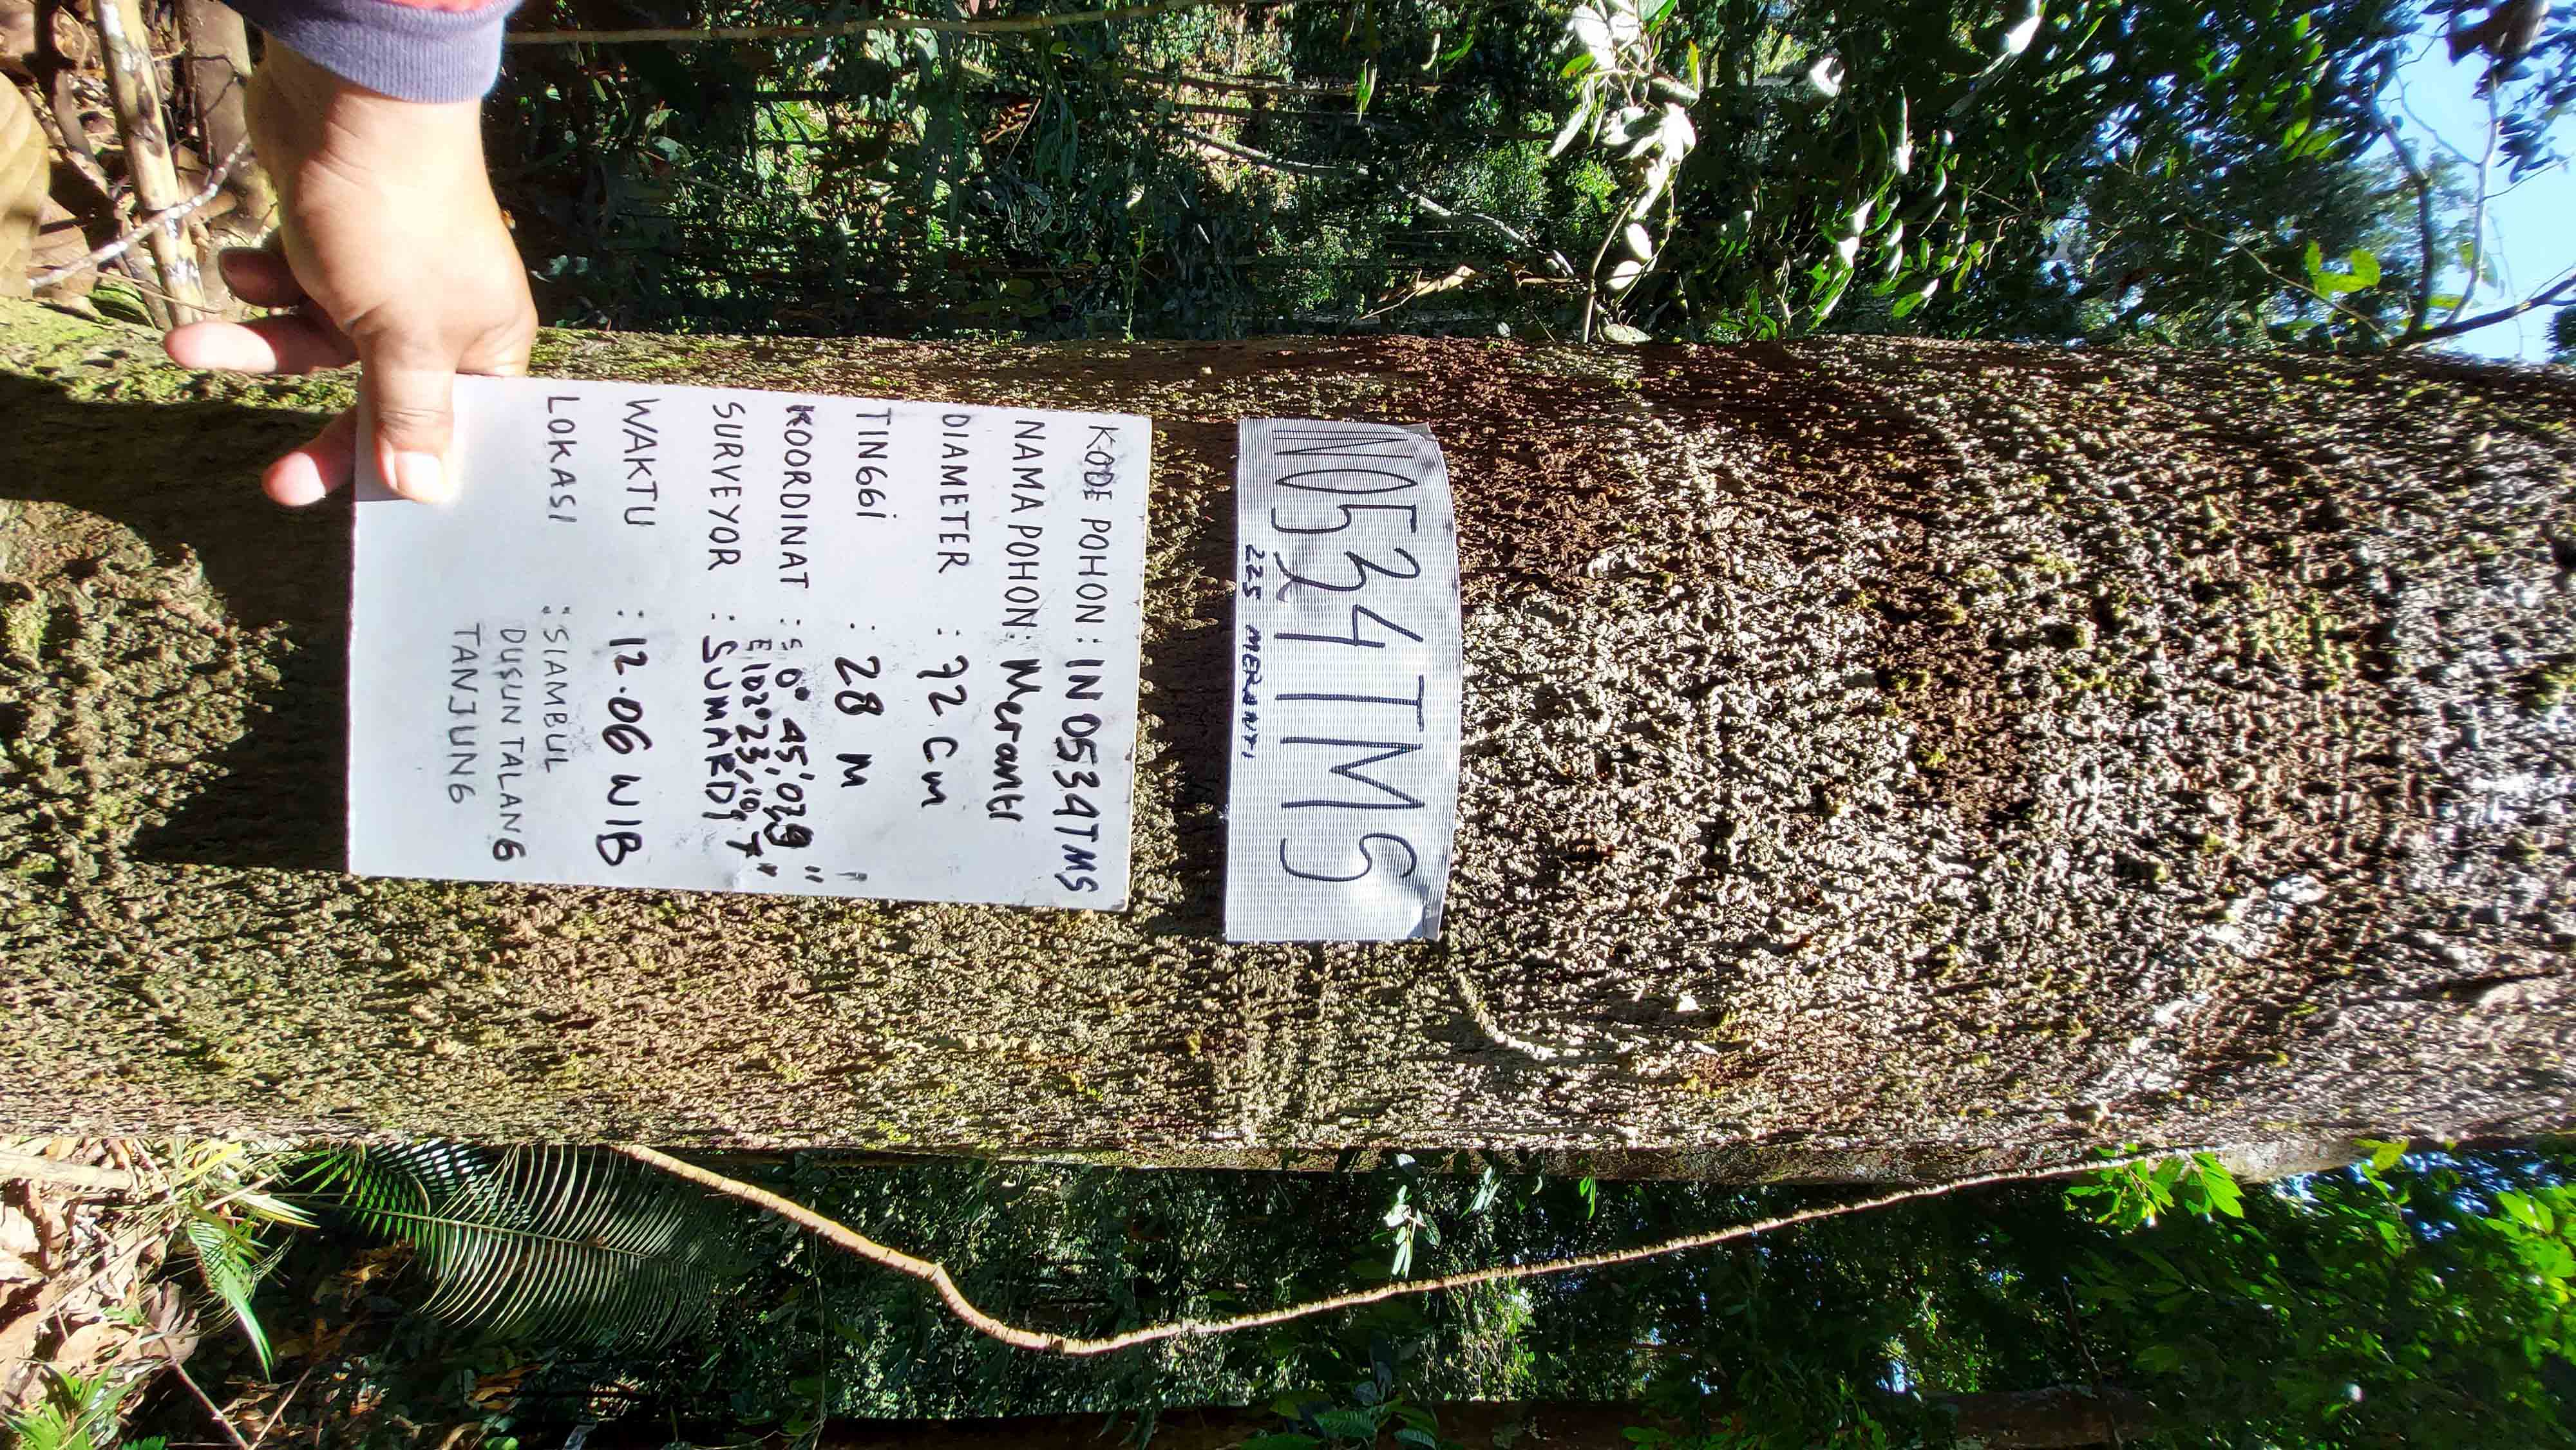 IN0534TMS
225 MERANTI
KODE POHON : IN0534TMS
NAMA POHON : Meranti
DIAMETER : 72 cm
TINGGI : 28 M
KOORDINAT : S 0° 45', 07,9"
E 102° 23, 10, 7"
SURVEYOR : SUMARDI
WAKTU : 12.06 WIB
LOKASI : SIAMBUL
DUSUN TALANG
TANJUNG